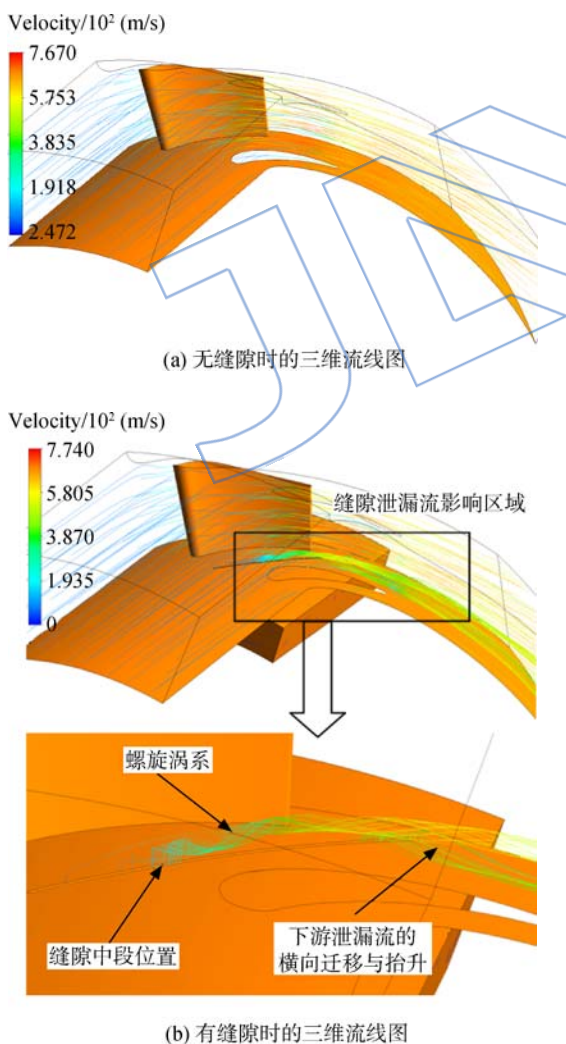 Velocity/10² (m/s)
7.670
5.753
3.835
1.918
2.472
(a) 无缝隙时的三维流线图
Velocity/10² (m/s)
7.740
5.805
3.870
1.935
0
缝隙泄漏流影响区域
螺旋涡系
缝隙中段位置
下游泄漏流的
横向迁移与抬升
(b) 有缝隙时的三维流线图